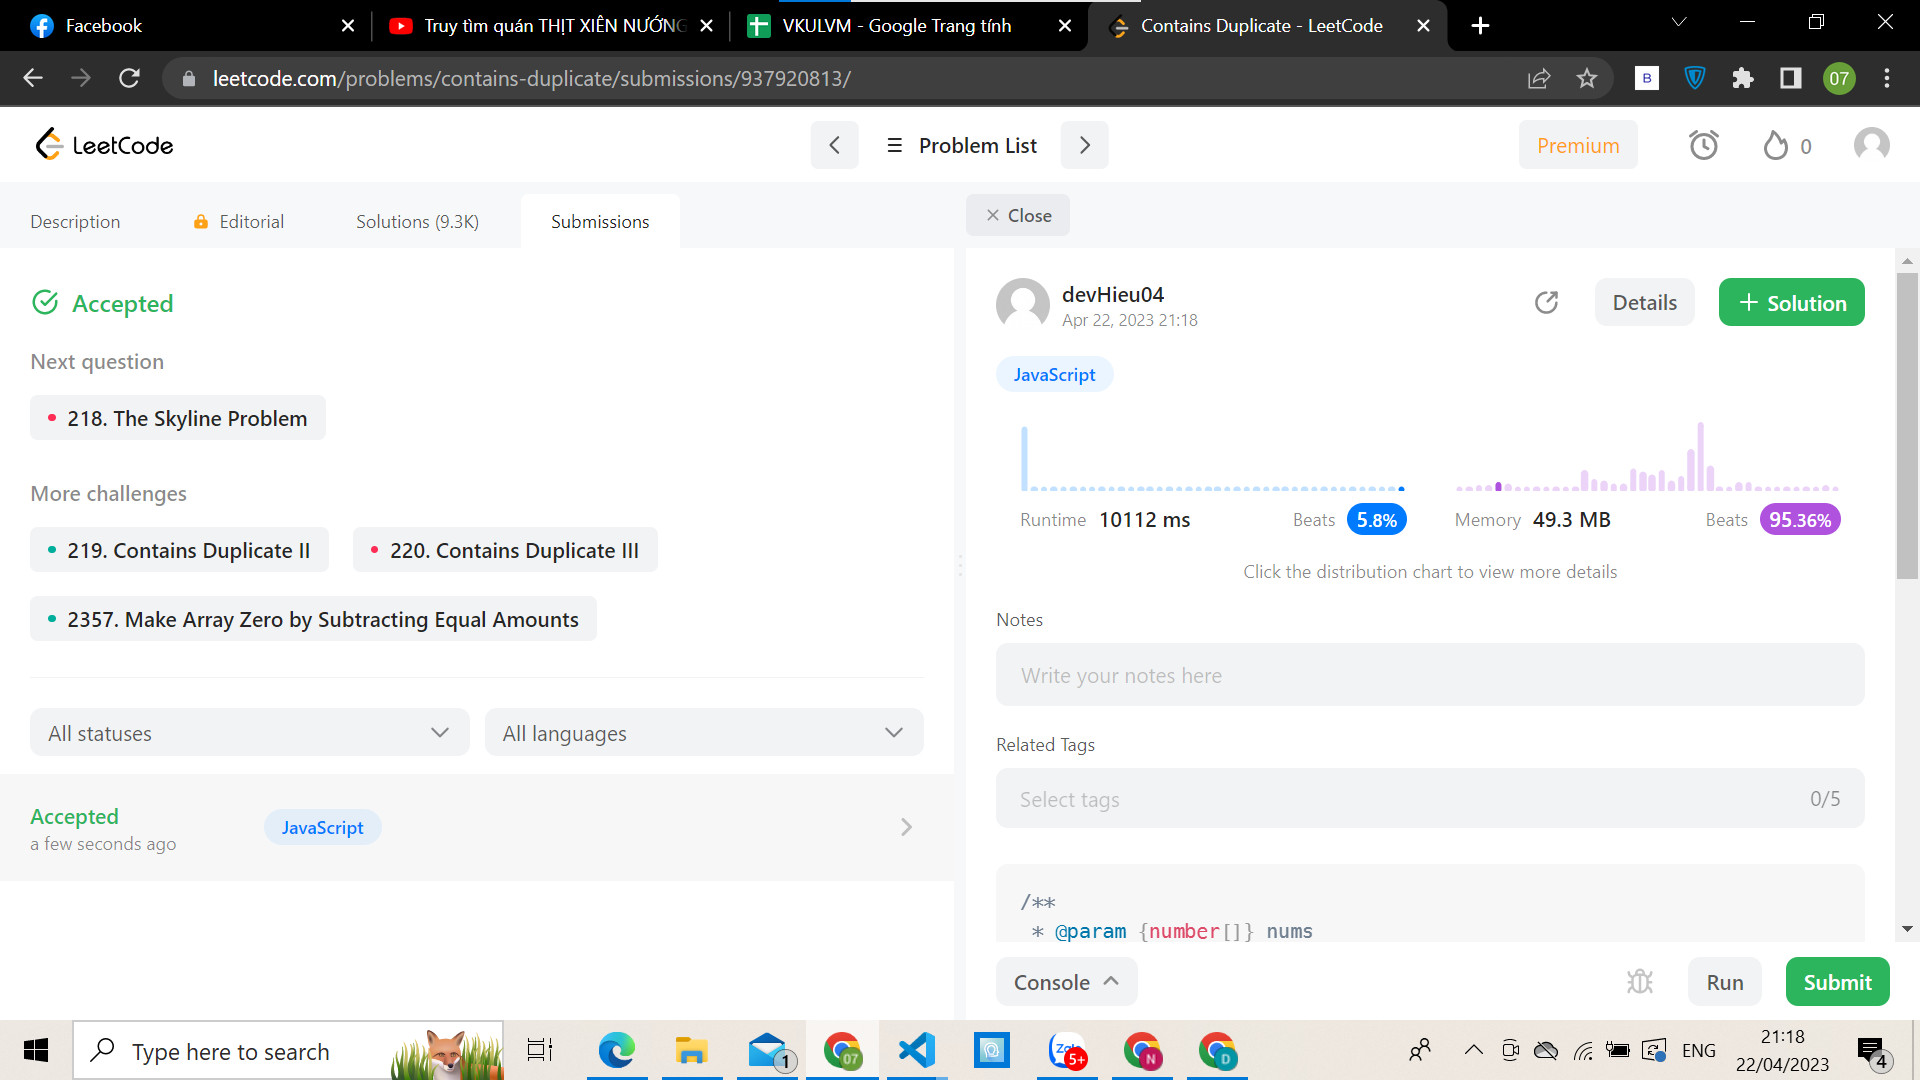 Facebook
Truy tìm quán THỊT XIÊN NƯỚNG
VKULVM - Google Trang tính
Contains Duplicate - LeetCode
leetcode.com/problems/contains-duplicate/submissions/937920813/
B
07
LeetCode
Problem List
Premium
0
Description
Editorial
Solutions (9.3K)
Submissions
Close
Accepted
Next question
218. The Skyline Problem
More challenges
219. Contains Duplicate II
220. Contains Duplicate III
2357. Make Array Zero by Subtracting Equal Amounts
All statuses
All languages
Accepted
a few seconds ago
JavaScript
devHieu04
Apr 22, 2023 21:18
Details
+ Solution
JavaScript
Runtime 10112 ms
Beats 5.8%
Memory 49.3 MB
Beats 95.36%
Click the distribution chart to view more details
Notes
Write your notes here
Related Tags
Select tags
0/5
/**
* @param {number[]} nums
Console
Run
Submit
Type here to search
1
07
5+
N
D
ENG
21:18
22/04/2023
4